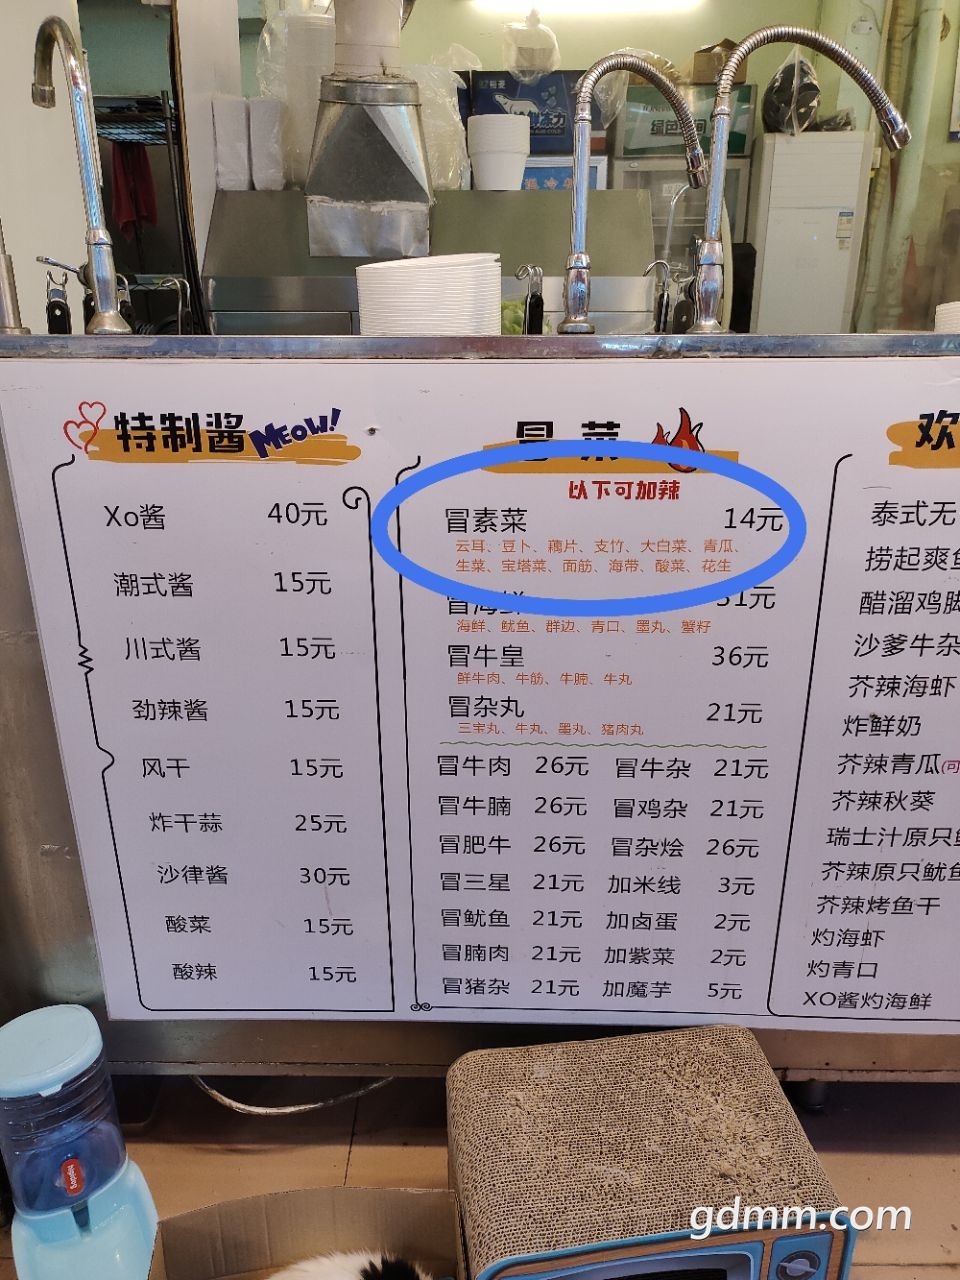 特制酱 MEOW!
Xo酱 40元
潮式酱 15元
川式酱 15元
劲辣酱 15元
风干 15元
炸干蒜 25元
沙律酱 30元
酸菜 15元
酸辣 15元
冒菜
以下可加辣
冒素菜 14元
云耳、豆卜、藕片、支竹、大白菜、青瓜、
生菜、宝塔菜、面筋、海带、酸菜、花生
冒海鲜 31元
海鲜、鱿鱼、群边、青口、墨丸、蟹籽
冒牛皇 36元
鲜牛肉、牛筋、牛腩、牛丸
冒杂丸 21元
三宝丸、牛丸、墨丸、猪肉丸
冒牛肉 26元 冒牛杂 21元
冒牛腩 26元 冒鸡杂 21元
冒肥牛 26元 冒杂烩 26元
冒三星 21元 加米线 3元
冒鱿鱼 21元 加卤蛋 2元
冒腩肉 21元 加紫菜 2元
冒猪杂 21元 加魔芋 5元
欢
泰式无
捞起爽鱼
醋溜鸡脚
沙爹牛杂
芥辣海虾
炸鲜奶
芥辣青瓜(可
芥辣秋葵
瑞士汁原只
芥辣原只鱿鱼
芥辣烤鱼干
灼海虾
灼青口
XO酱灼海鲜
gdmm.com